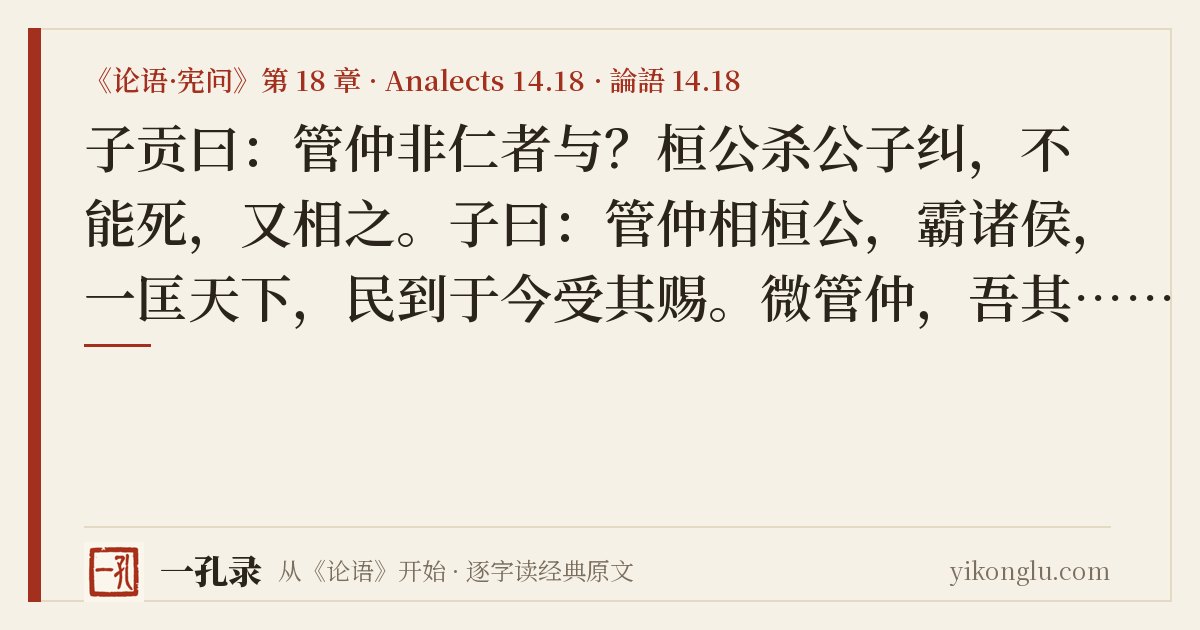 《论语·宪问》第 18 章 · Analects 14.18 · 論語 14.18
子贡曰：管仲非仁者与？桓公杀公子纠，不
能死，又相之。子曰：管仲相桓公，霸诸侯，
一匡天下，民到于今受其赐。微管仲，吾其……
一孔
一孔录 从《论语》开始 · 逐字读经典原文 yikonglu.com